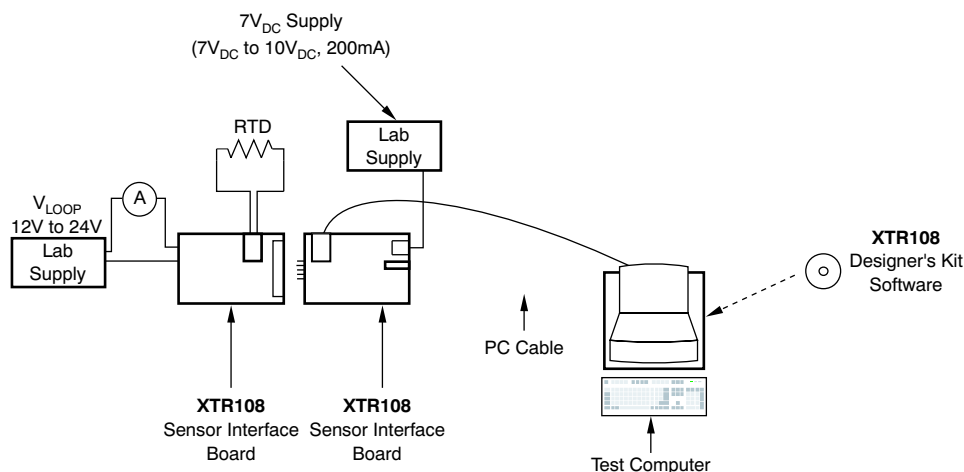 7V_DC Supply
(7V_DC to 10V_DC, 200mA)
RTD
Lab
Supply
A
V_LOOP
12V to 24V
Lab
Supply
XTR108
Designer's Kit
Software
PC Cable
XTR108
Sensor Interface
Board
XTR108
Sensor Interface
Board
Test Computer